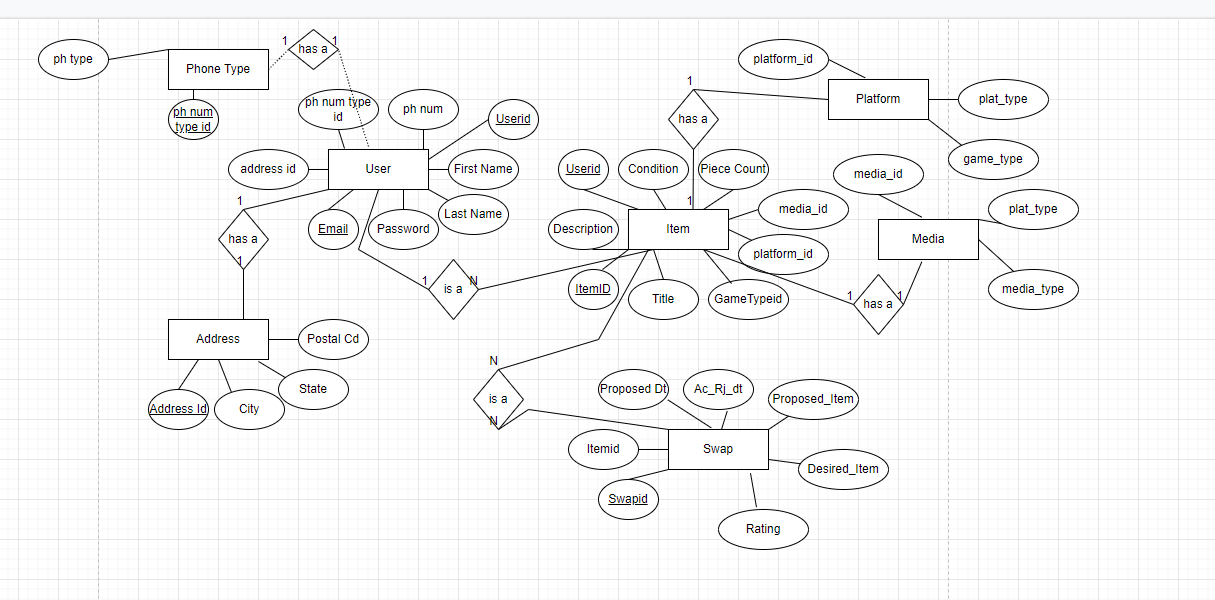 1
1
has a
ph type
Phone Type
ph num
type id
ph num type
id
ph num
Userid
address id
User
First Name
Last Name
Email
Password
1
has a
1
1
is a
N
Address
Postal Cd
State
City
Address Id
platform_id
Platform
plat_type
game_type
1
has a
1
Userid
Condition
Piece Count
media_id
Description
Item
platform_id
ItemID
Title
GameTypeid
media_id
plat_type
Media
media_type
1
1
has a
N
is a
N
Proposed Dt
Ac_Rj_dt
Proposed_Item
Itemid
Swap
Desired_Item
Swapid
Rating